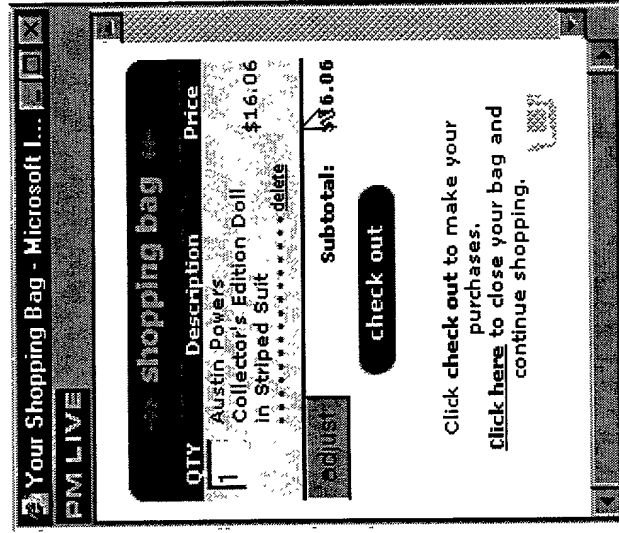 Your Shopping Bag - Microsoft I...
PM LIVE
shopping bag
QTY Description Price
1 Austin Powers
Collector's Edition Doll
in Striped Suit $16.06
delete
adjust Subtotal: $16.06
check out
Click check out to make your
purchases.
Click here to close your bag and
continue shopping.